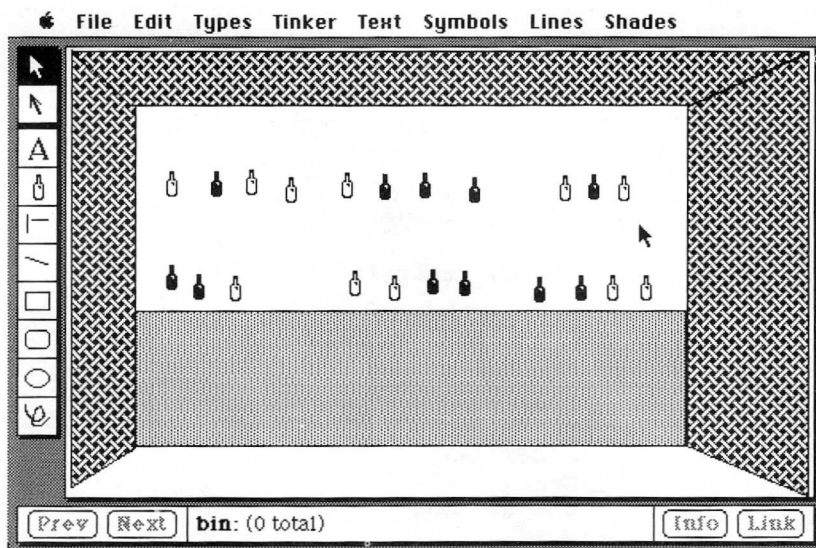 File Edit Types Tinker Text Symbols Lines Shades
A
Prev Next bin: (0 total) Info Link